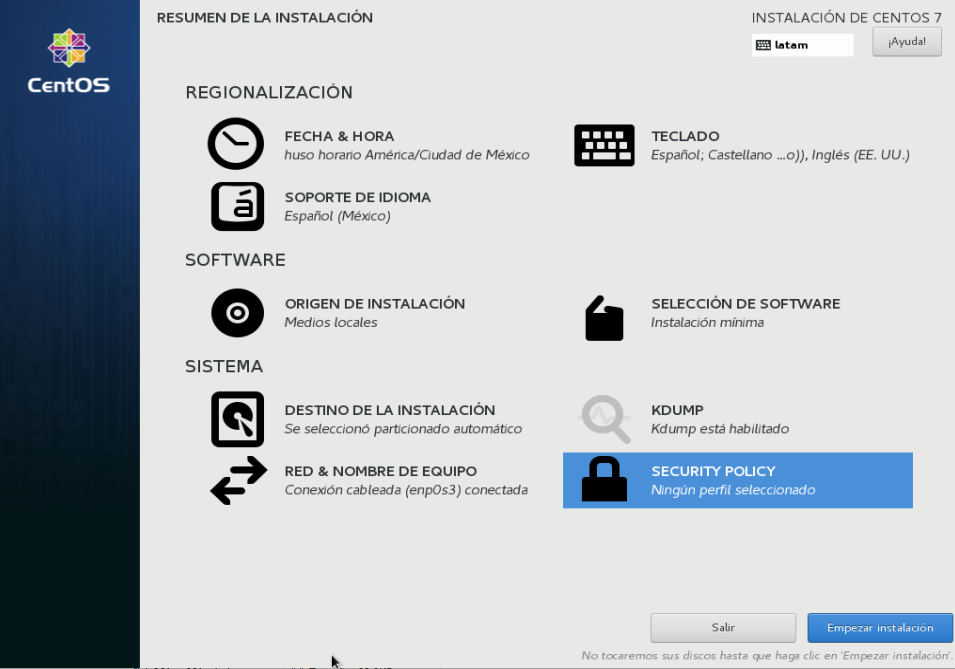 RESUMEN DE LA INSTALACIÓN
INSTALACIÓN DE CENTOS 7
latam
¡Ayuda!
CentOS
REGIONALIZACIÓN
FECHA & HORA
huso horario América/Ciudad de México
TECLADO
Español; Castellano ...o)), Inglés (EE. UU.)
á
SOPORTE DE IDIOMA
Español (México)
SOFTWARE
ORIGEN DE INSTALACIÓN
Medios locales
SELECCIÓN DE SOFTWARE
Instalación mínima
SISTEMA
DESTINO DE LA INSTALACIÓN
Se seleccionó particionado automático
KDUMP
Kdump está habilitado
RED & NOMBRE DE EQUIPO
Conexión cableada (enp0s3) conectada
SECURITY POLICY
Ningún perfil seleccionado
Salir
Empezar instalación
No tocaremos sus discos hasta que haga clic en 'Empezar instalación'.